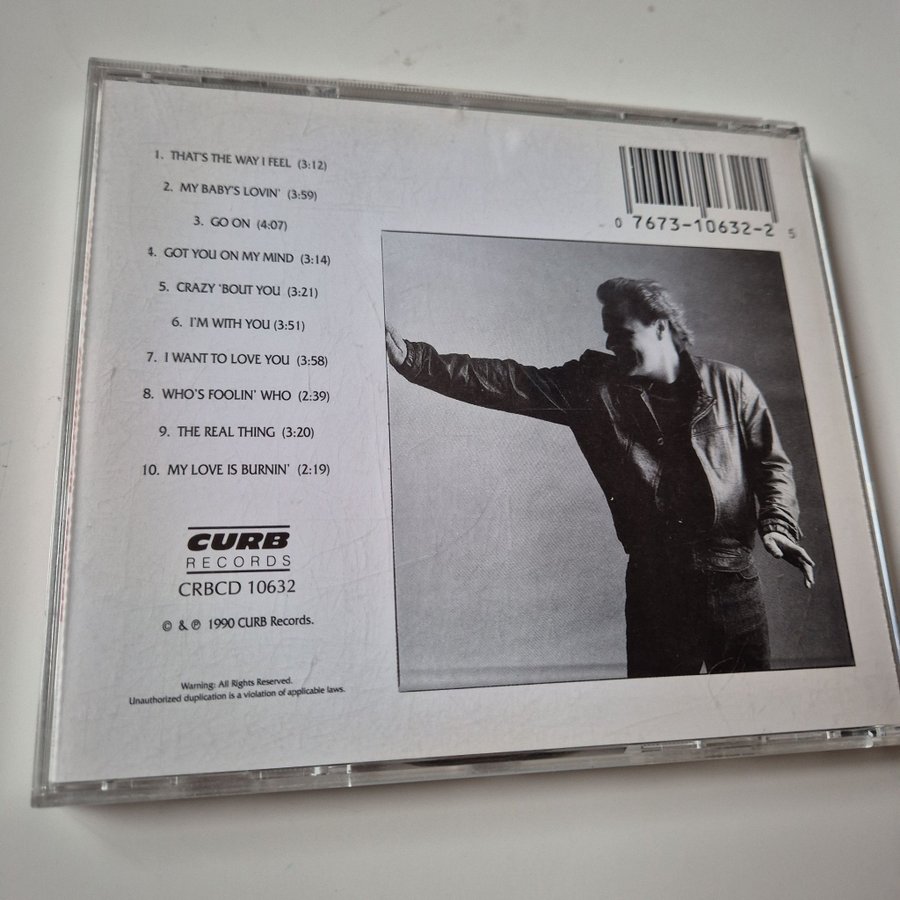 1. THAT'S THE WAY I FEEL (3:12)
2. MY BABY'S LOVIN' (3:59)
3. GO ON (4:07)
4. GOT YOU ON MY MIND (3:14)
5. CRAZY 'BOUT YOU (3:21)
6. I'M WITH YOU (3:51)
7. I WANT TO LOVE YOU (3:58)
8. WHO'S FOOLIN' WHO (2:39)
9. THE REAL THING (3:20)
10. MY LOVE IS BURNIN' (2:19)
CURB
RECORDS
CRBCD 10632
© & ℗ 1990 CURB Records.
Warning: All Rights Reserved.
Unauthorized duplication is a violation of applicable laws.
0 7673-10632-2 5